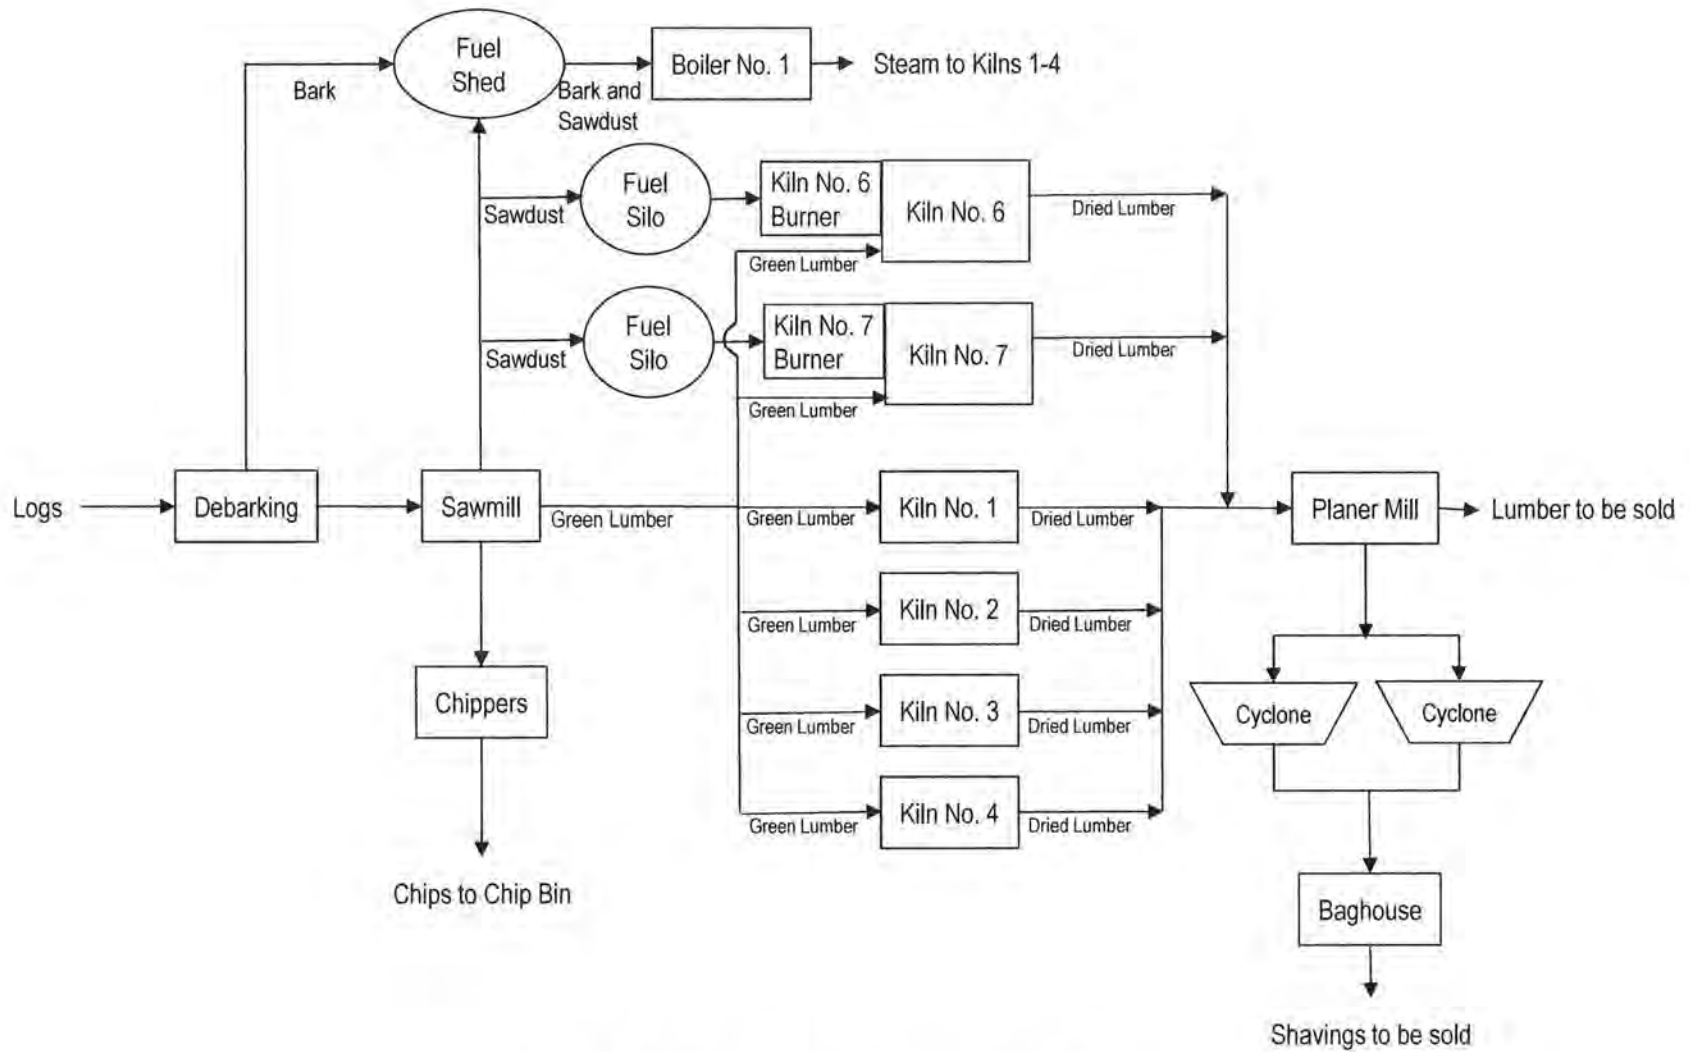 Fuel
Shed
Boiler No. 1
Steam to Kilns 1-4
Bark
Bark and
Sawdust
Fuel
Silo
Kiln No. 6
Burner
Kiln No. 6
Sawdust
Dried Lumber
Green Lumber
Fuel
Silo
Kiln No. 7
Burner
Kiln No. 7
Sawdust
Dried Lumber
Green Lumber
Logs
Debarking
Sawmill
Green Lumber
Green Lumber
Kiln No. 1
Dried Lumber
Planer Mill
Lumber to be sold
Green Lumber
Kiln No. 2
Dried Lumber
Chippers
Green Lumber
Kiln No. 3
Dried Lumber
Cyclone
Cyclone
Green Lumber
Kiln No. 4
Dried Lumber
Chips to Chip Bin
Baghouse
Shavings to be sold